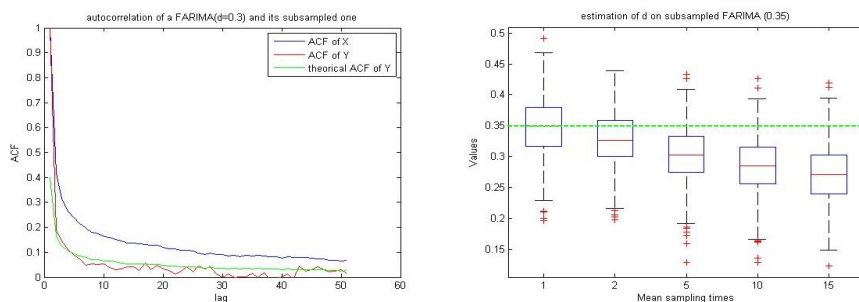 autocorrelation of a FARIMA(d=0.3) and its subsampled one
ACF of X
ACF of Y
theorical ACF of Y
1
0.9
0.8
0.7
0.6
0.5
0.4
0.3
0.2
0.1
0
ACF
0 10 20 30 40 50 60
lag
estimation of d on subsampled FARIMA (0.35)
0.5
0.45
0.4
0.35
0.3
0.25
0.2
0.15
Values
1 2 5 10 15
Mean sampling times